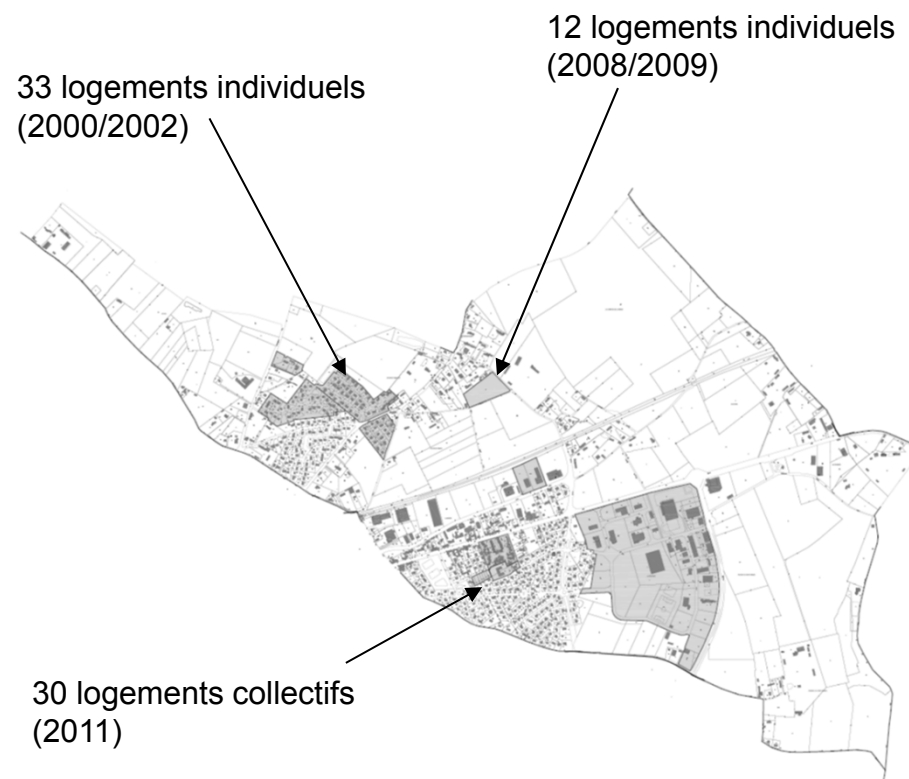 12 logements individuels
(2008/2009)
33 logements individuels
(2000/2002)
30 logements collectifs
(2011)